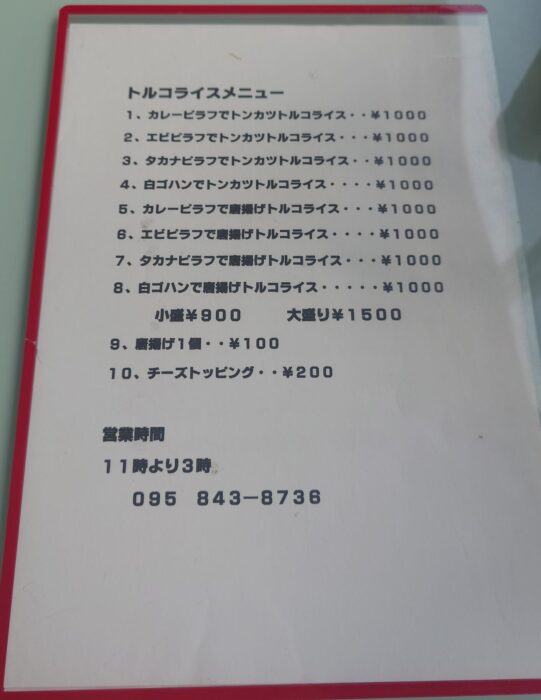 トルコライスメニュー
1、カレーピラフでトンカツトルコライス・・¥1000
2、エビピラフでトンカツトルコライス・・・¥1000
3、タカナピラフでトンカツトルコライス・・¥1000
4、白ゴハンでトンカツトルコライス・・・・¥1000
5、カレーピラフで唐揚げトルコライス・・・¥1000
6、エビピラフで唐揚げトルコライス・・・・¥1000
7、タカナピラフで唐揚げトルコライス・・・¥1000
8、白ゴハンで唐揚げトルコライス・・・・・¥1000
小盛¥900　　大盛り¥1500
9、唐揚げ1個・・¥100
10、チーズトッピング・・¥200
営業時間
11時より3時
095　843－8736